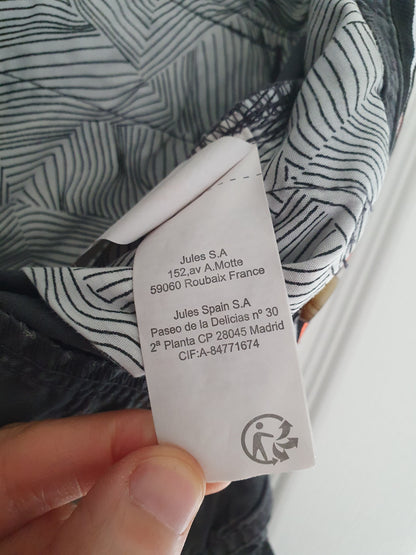 Jules S.A
152,av A.Motte
59060 Roubaix France
Jules Spain S.A
Paseo de la Delicias nº 30
2ª Planta CP 28045 Madrid
CIF:A-84771674